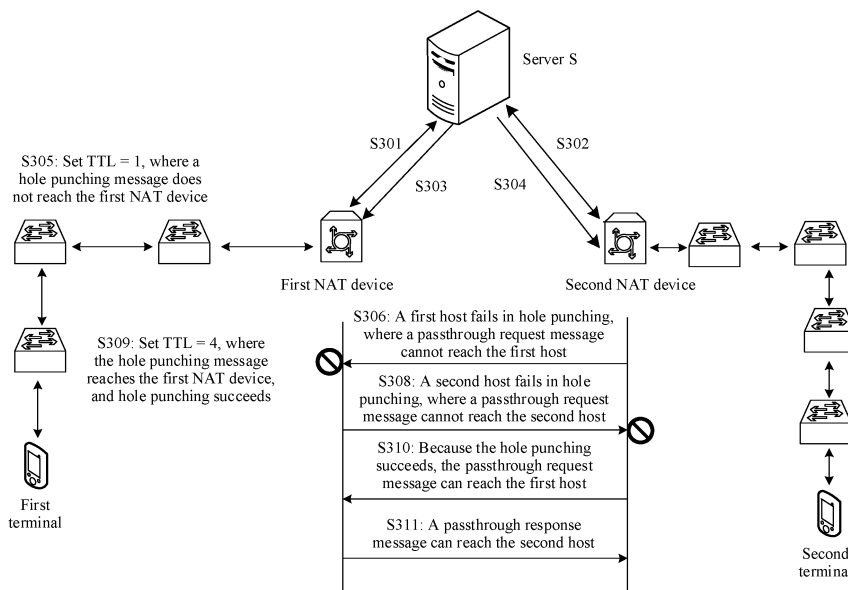 Server S
S301
S302
S303
S304
S305: Set TTL = 1, where a
hole punching message does
not reach the first NAT device
First NAT device
Second NAT device
S306: A first host fails in hole punching,
where a passthrough request message
cannot reach the first host
S309: Set TTL = 4, where
the hole punching message
reaches the first NAT device,
and hole punching succeeds
S308: A second host fails in hole
punching, where a passthrough request
message cannot reach the second host
S310: Because the hole punching
succeeds, the passthrough request
message can reach the first host
S311: A passthrough response
message can reach the second host
First
terminal
Second
terminal